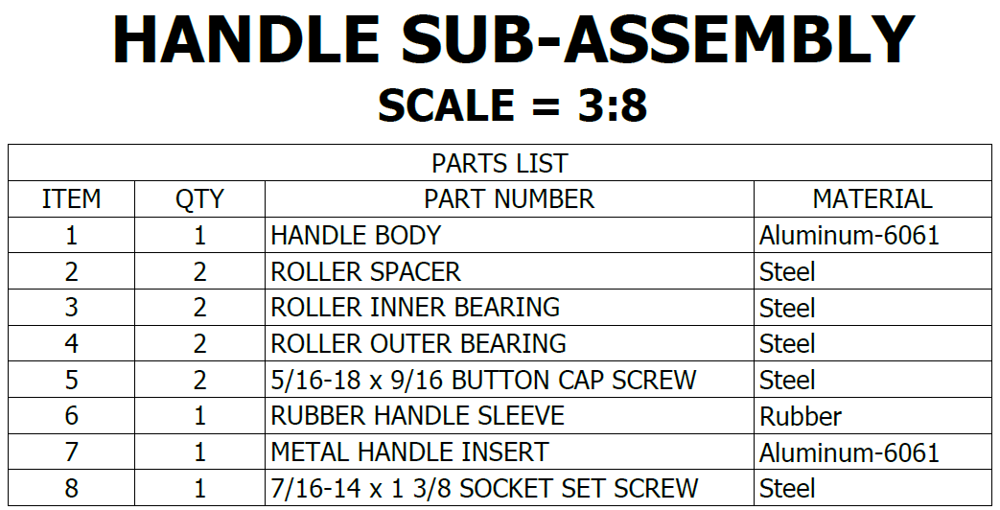 HANDLE SUB-ASSEMBLY
SCALE = 3:8
PARTS LIST
ITEM QTY PART NUMBER MATERIAL
1 1 HANDLE BODY Aluminum-6061
2 2 ROLLER SPACER Steel
3 2 ROLLER INNER BEARING Steel
4 2 ROLLER OUTER BEARING Steel
5 2 5/16-18 x 9/16 BUTTON CAP SCREW Steel
6 1 RUBBER HANDLE SLEEVE Rubber
7 1 METAL HANDLE INSERT Aluminum-6061
8 1 7/16-14 x 1 3/8 SOCKET SET SCREW Steel